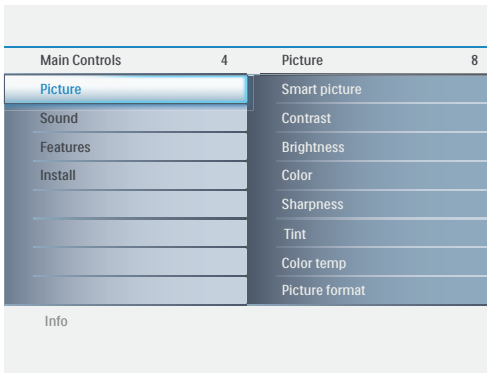 Main Controls 4 Picture 8
Picture Smart picture
Sound Contrast
Features Brightness
Install Color
Sharpness
Tint
Color temp
Picture format
Info